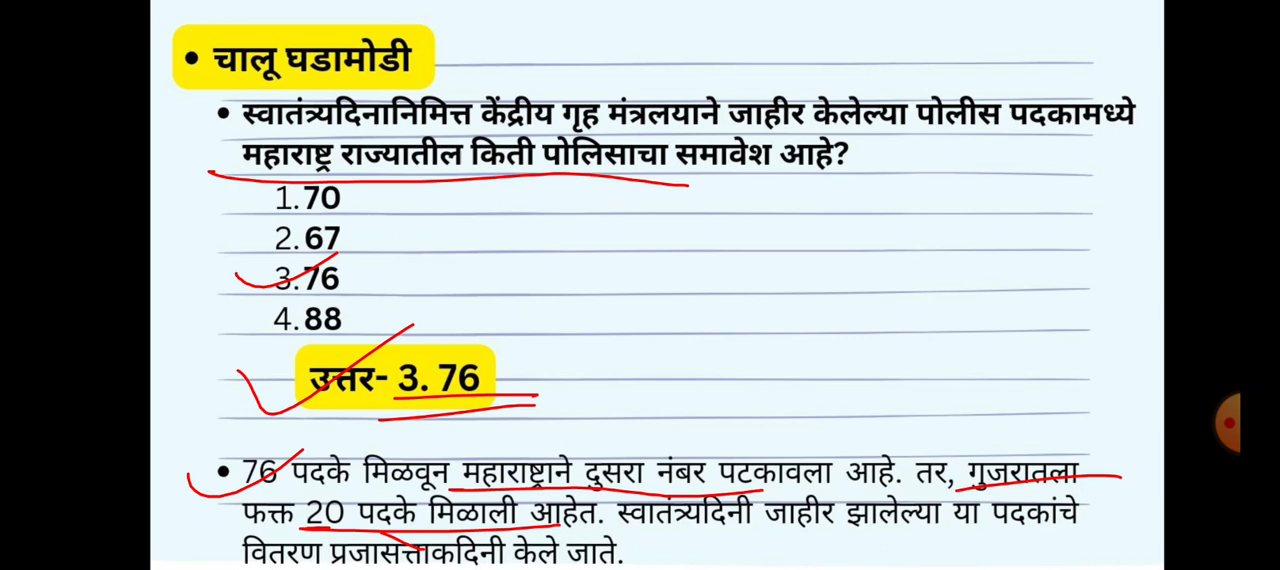 • चालू घडामोडी
• स्वातंत्र्यदिनानिमित्त केंद्रीय गृह मंत्रलयाने जाहीर केलेल्या पोलीस पदकामध्ये
महाराष्ट्र राज्यातील किती पोलिसाचा समावेश आहे?
1. 70
2. 67
3. 76
4. 88
उत्तर- 3. 76
• 76 पदके मिळवून महाराष्ट्राने दुसरा नंबर पटकावला आहे. तर, गुजरातला
फक्त 20 पदके मिळाली आहेत. स्वातंत्र्यदिनी जाहीर झालेल्या या पदकांचे
वितरण प्रजासत्ताकदिनी केले जाते.